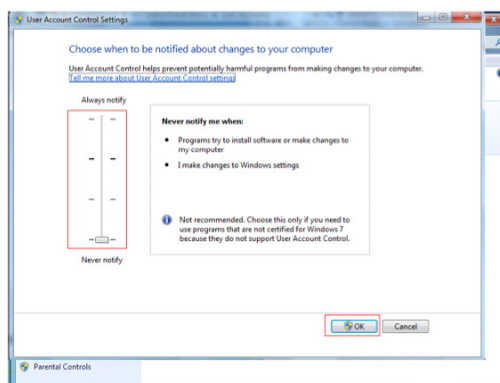 User Account Control Settings
Choose when to be notified about changes to your computer
User Account Control helps prevent potentially harmful programs from making changes to your computer.
Tell me more about User Account Control settings
Always notify
Never notify me when:
• Programs try to install software or make changes to
my computer
• I make changes to Windows settings
Not recommended. Choose this only if you need to
use programs that are not certified for Windows 7
because they do not support User Account Control.
Never notify
OK
Cancel
Parental Controls